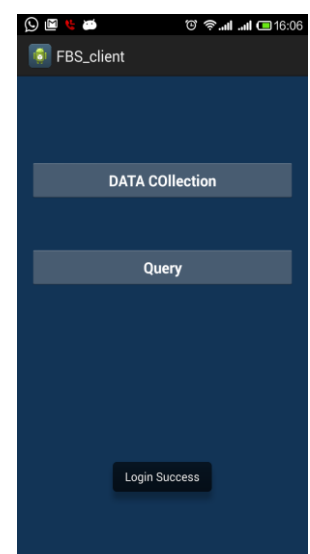 16:06
FBS_client
DATA COllection
Query
Login Success